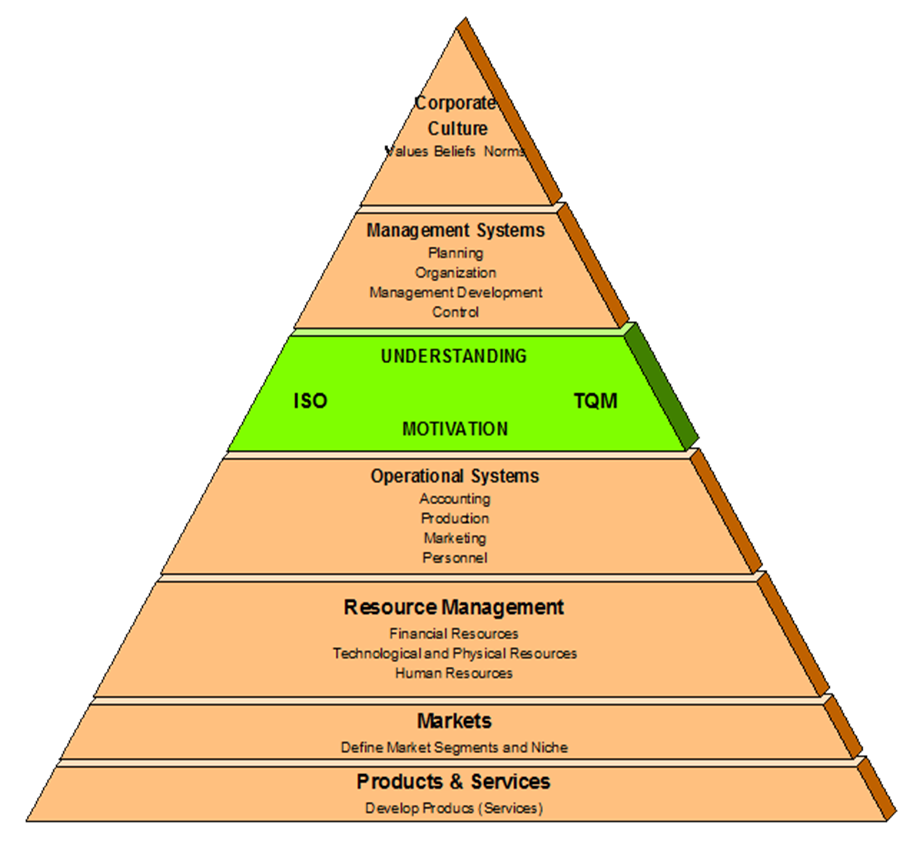 Corporate
Culture
Values Beliefs Norms
Management Systems
Planning
Organization
Management Development
Control
UNDERSTANDING
ISO TQM
MOTIVATION
Operational Systems
Accounting
Production
Marketing
Personnel
Resource Management
Financial Resources
Technological and Physical Resources
Human Resources
Markets
Define Market Segments and Niche
Products & Services
Develop Producs (Services)